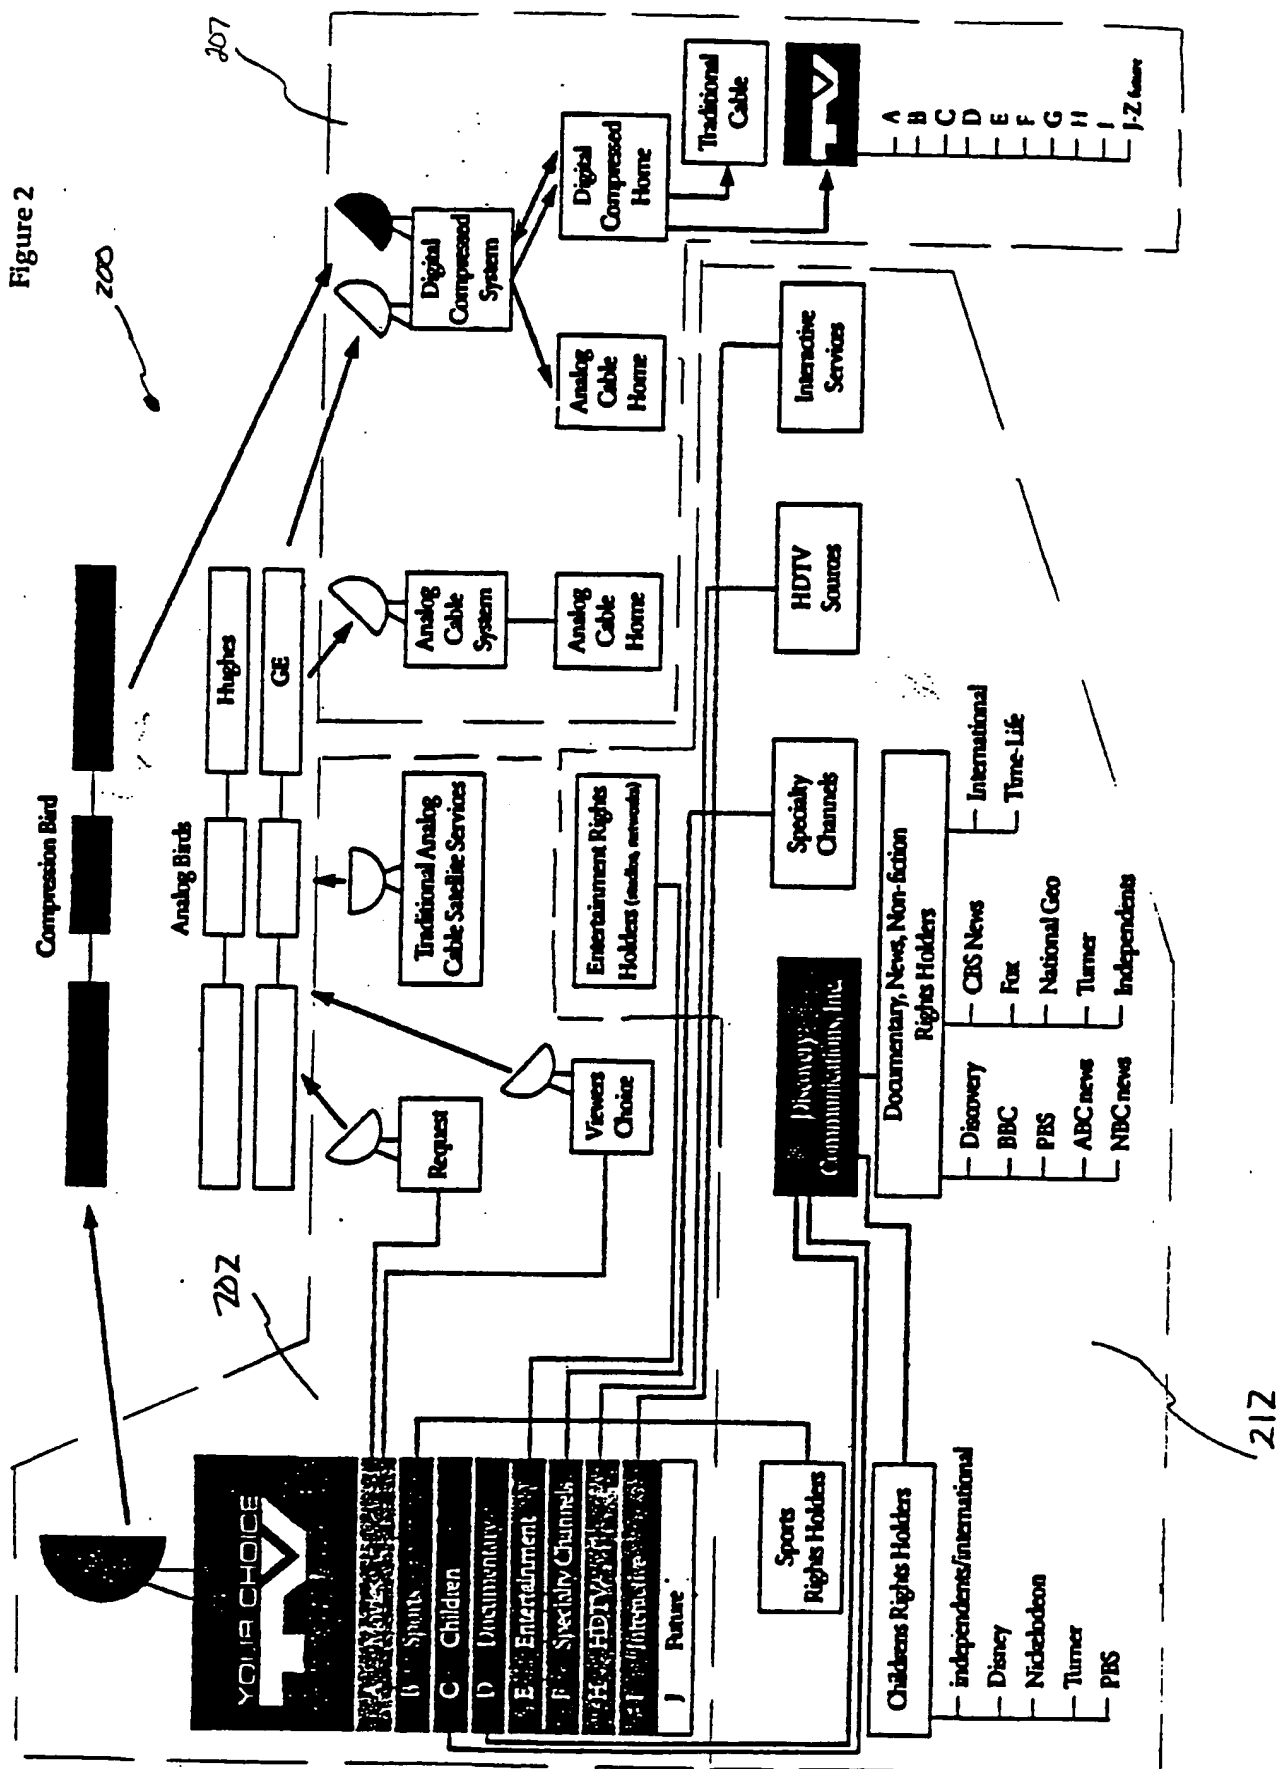 Figure 2
200
207
Compression Bird
Analog Birds
Hughes
GE
Digital
Compressed
System
Analog
Cable
Home
Digital
Compressed
Home
Traditional
Cable
A
B
C
D
E
F
G
H
I
J-Z future
Analog
Cable
System
Analog
Cable
Home
Traditional Analog
Cable Satellite Services
Request
Viewers
Choice
Entertainment Rights
Holders (studios, networks)
202
YOUR CHOICE
TV
B Sports
C Children
D Documentary
E Entertainment
F Specialty Channels
H HDTV
I Interactive
J Future
Interactive
Services
HDTV
Sources
Specialty
Channels
Discovery
Communications, Inc.
Documentary, News, Non-fiction
Rights Holders
Discovery
BBC
PBS
ABC news
NBC news
CBS News
Fox
National Geo
Turner
Independents
International
Time-Life
Sports
Rights Holders
Childrens Rights Holders
independents/international
Disney
Nickelodeon
Turner
PBS
212